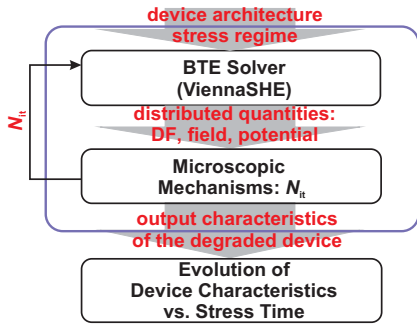 device architecture
stress regime
BTE Solver
(ViennaSHE)
distributed quantities:
DF, field, potential
Nit
Microscopic
Mechanisms: Nit
output characteristics
of the degraded device
Evolution of
Device Characteristics
vs. Stress Time